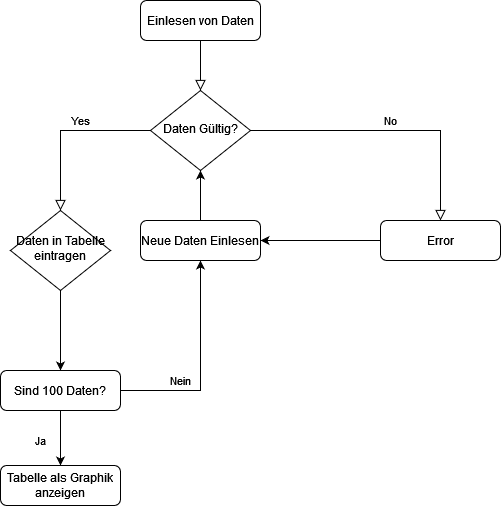 Einlesen von Daten
Daten Gültig?
Yes
No
Daten in Tabelle
eintragen
Neue Daten Einlesen
Error
Sind 100 Daten?
Nein
Ja
Tabelle als Graphik
anzeigen